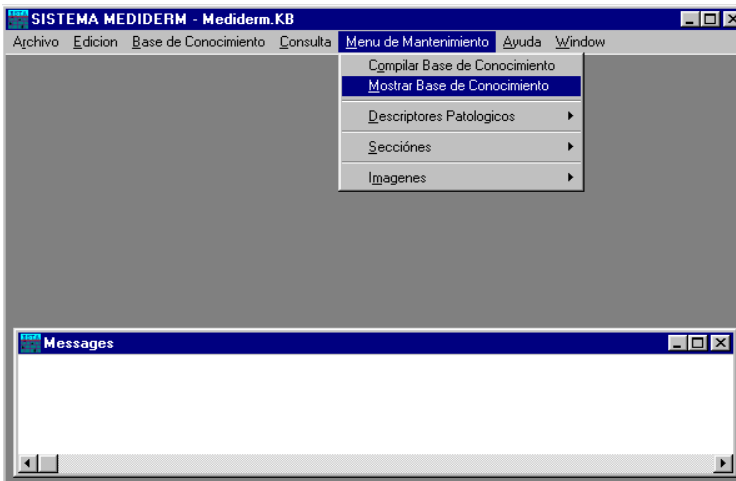 SISTEMA MEDIDERM - Mediderm.KB
Archivo Edicion Base de Conocimiento Consulta Menu de Mantenimiento Ayuda Window
Compilar Base de Conocimiento
Mostrar Base de Conocimiento
Descriptores Patologicos
Secciónes
Imagenes
Messages